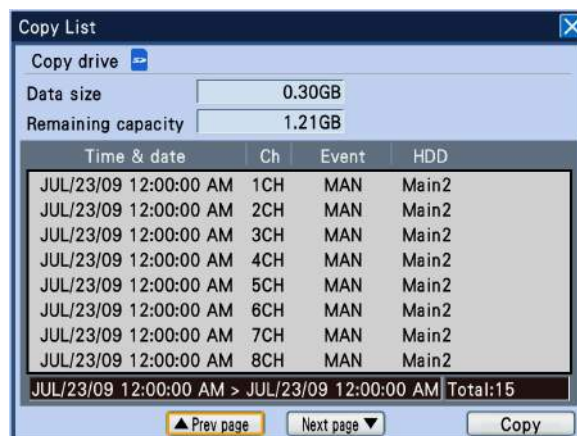 Copy List
Copy drive
Data size 0.30GB
Remaining capacity 1.21GB
Time & date Ch Event HDD
JUL/23/09 12:00:00 AM 1CH MAN Main2
JUL/23/09 12:00:00 AM 2CH MAN Main2
JUL/23/09 12:00:00 AM 3CH MAN Main2
JUL/23/09 12:00:00 AM 4CH MAN Main2
JUL/23/09 12:00:00 AM 5CH MAN Main2
JUL/23/09 12:00:00 AM 6CH MAN Main2
JUL/23/09 12:00:00 AM 7CH MAN Main2
JUL/23/09 12:00:00 AM 8CH MAN Main2
JUL/23/09 12:00:00 AM > JUL/23/09 12:00:00 AM Total:15
▲ Prev page Next page ▼ Copy